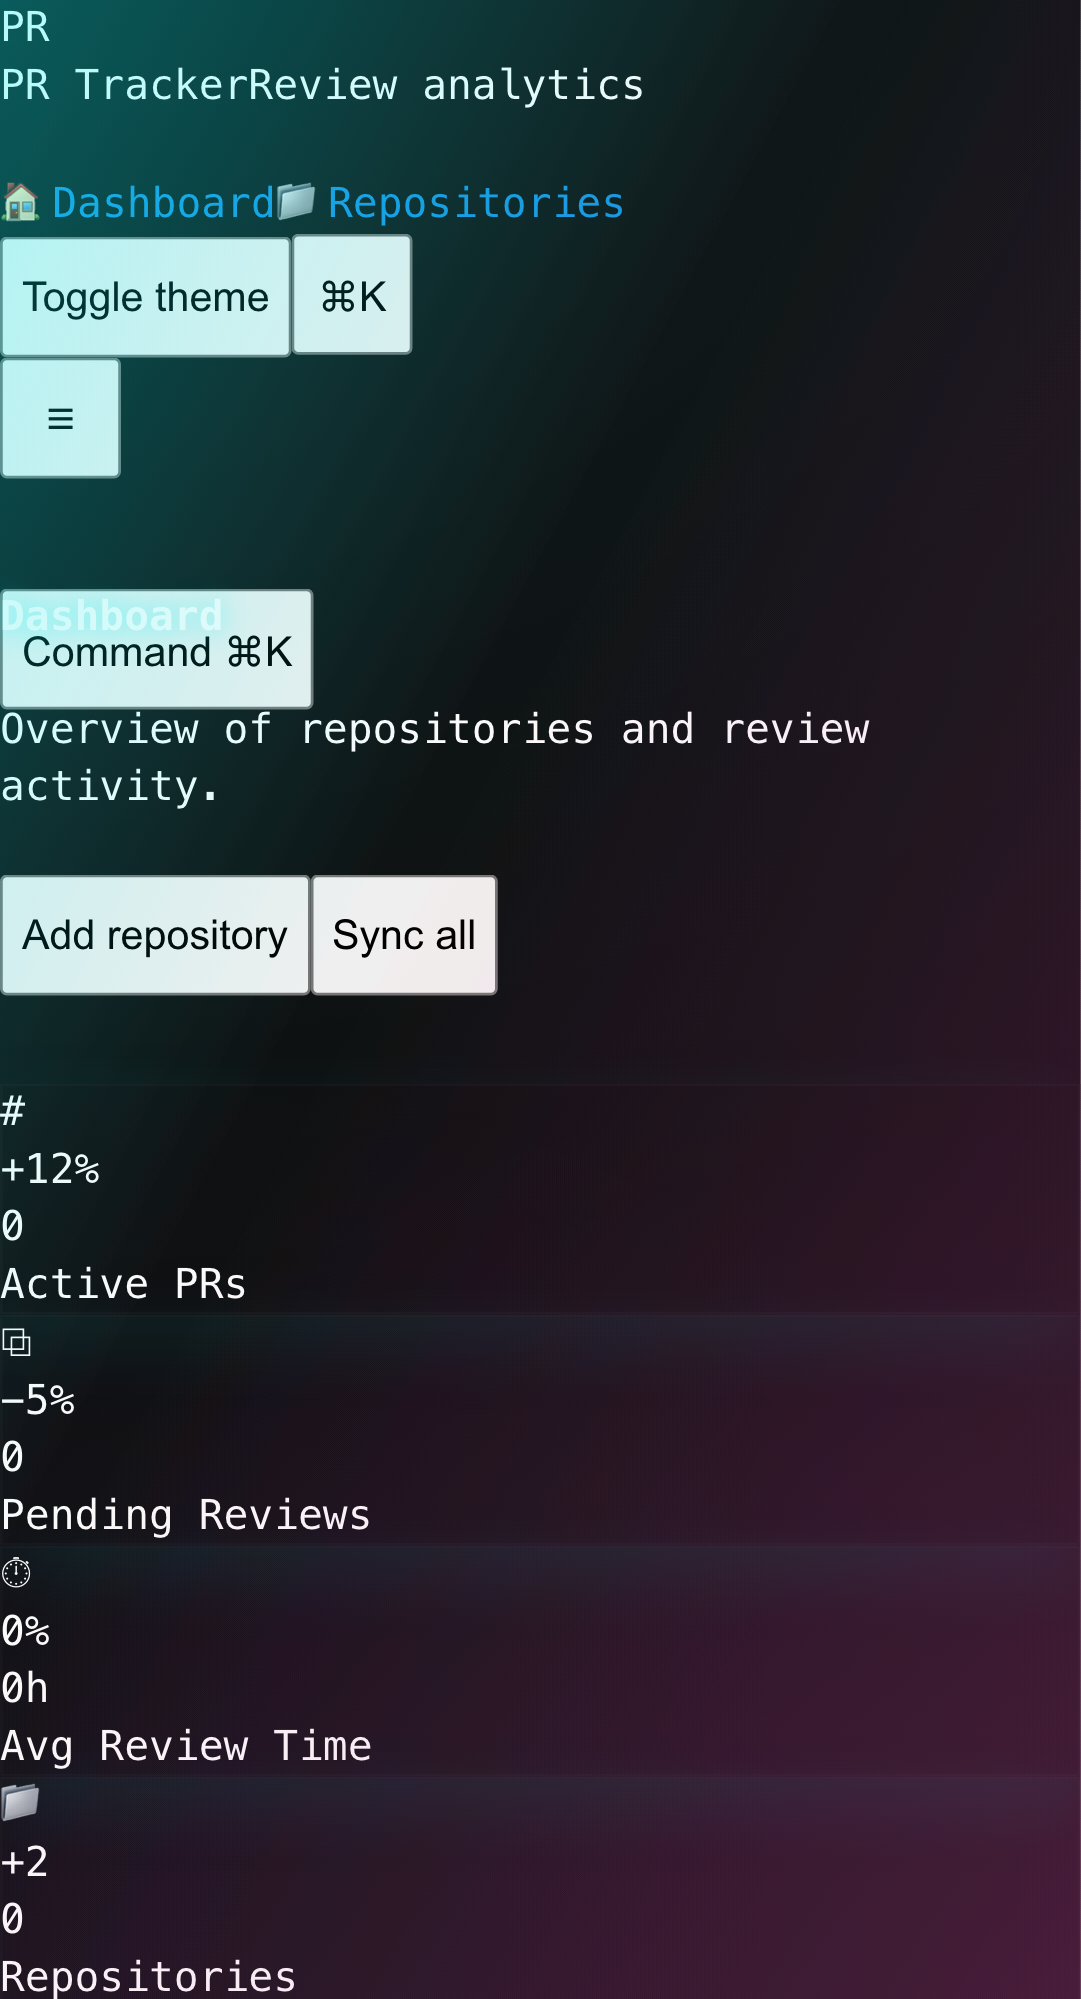 PR
PR TrackerReview analytics
🏠 Dashboard📁 Repositories
Toggle theme ⌘K
≡
Dashboard
Command ⌘K
Overview of repositories and review
activity.
Add repository Sync all
#
+12%
0
Active PRs
⧉
−5%
0
Pending Reviews
⏱
0%
0h
Avg Review Time
📁
+2
0
Repositories